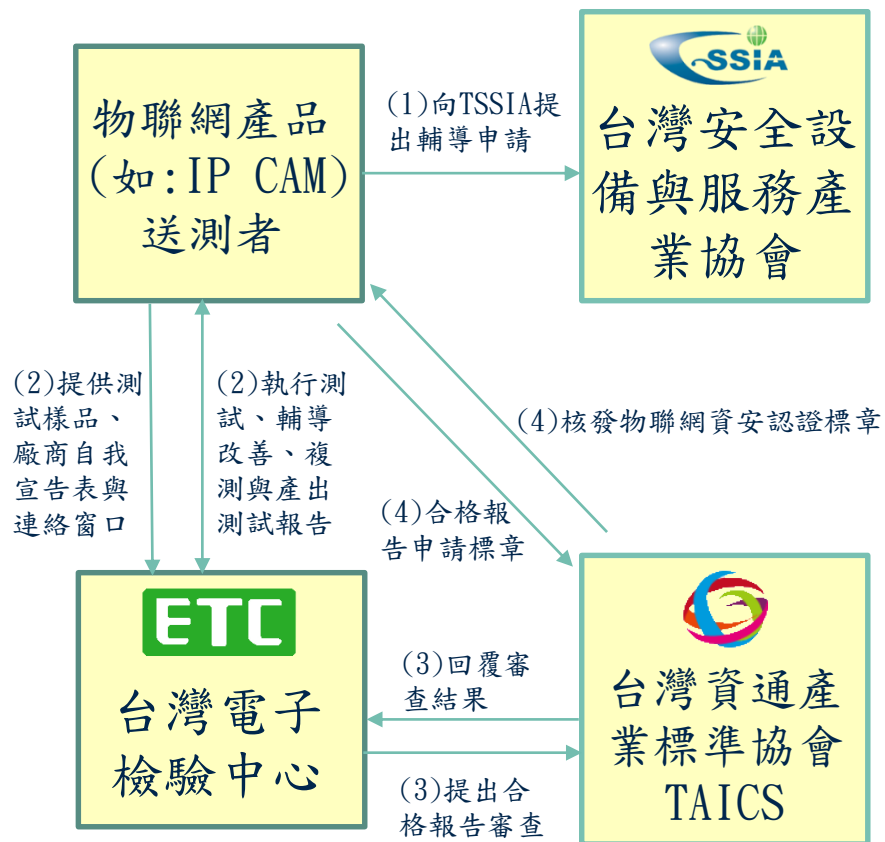 物聯網產品
(如:IP CAM)
送測者
(1)向TSSIA提
出輔導申請
SSIA
台灣安全設
備與服務產
業協會
(2)提供測
試樣品、
廠商自我
宣告表與
連絡窗口
(2)執行測
試、輔導
改善、複
測與產出
測試報告
(4)核發物聯網資安認證標章
(4)合格報
告申請標章
ETC
台灣電子
檢驗中心
(3)回覆審
查結果
(3)提出合
格報告審查
台灣資通產
業標準協會
TAICS